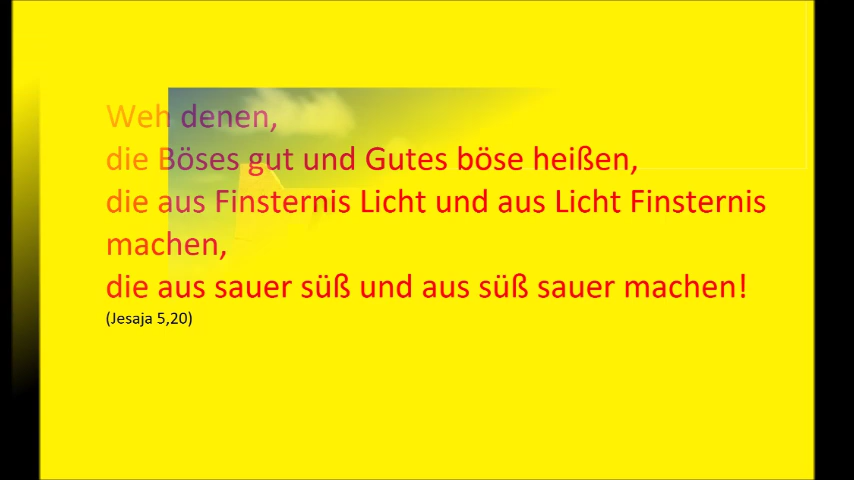 Weh denen,
die Böses gut und Gutes böse heißen,
die aus Finsternis Licht und aus Licht Finsternis
machen,
die aus sauer süß und aus süß sauer machen!
(Jesaja 5,20)